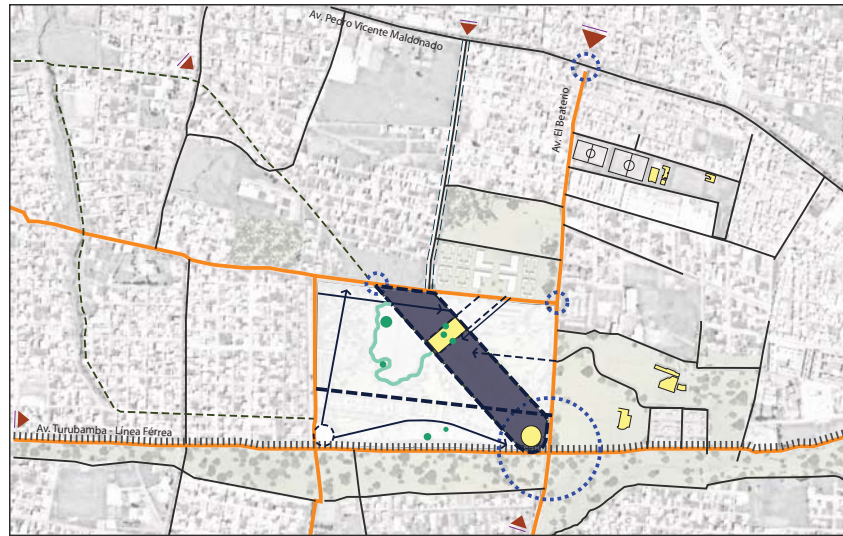 Av. Pedro Vicente Maldonado
Av. El Beaterio
Av. Turubamba - Línea Férrea